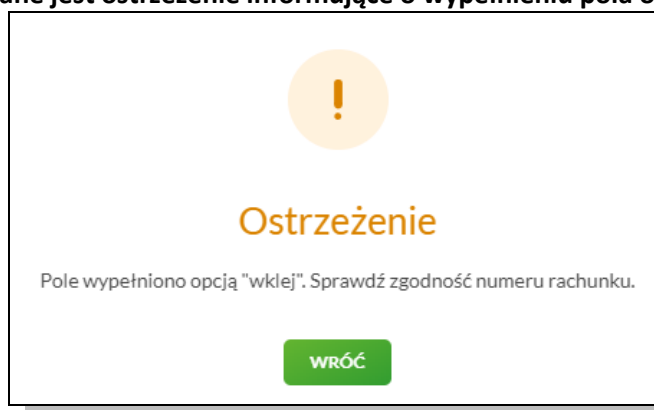 jest ostrzeżenie informujące o wypełnieniu pola
!
Ostrzeżenie
Pole wypełniono opcją "wklej". Sprawdź zgodność numeru rachunku.
WRÓĆ